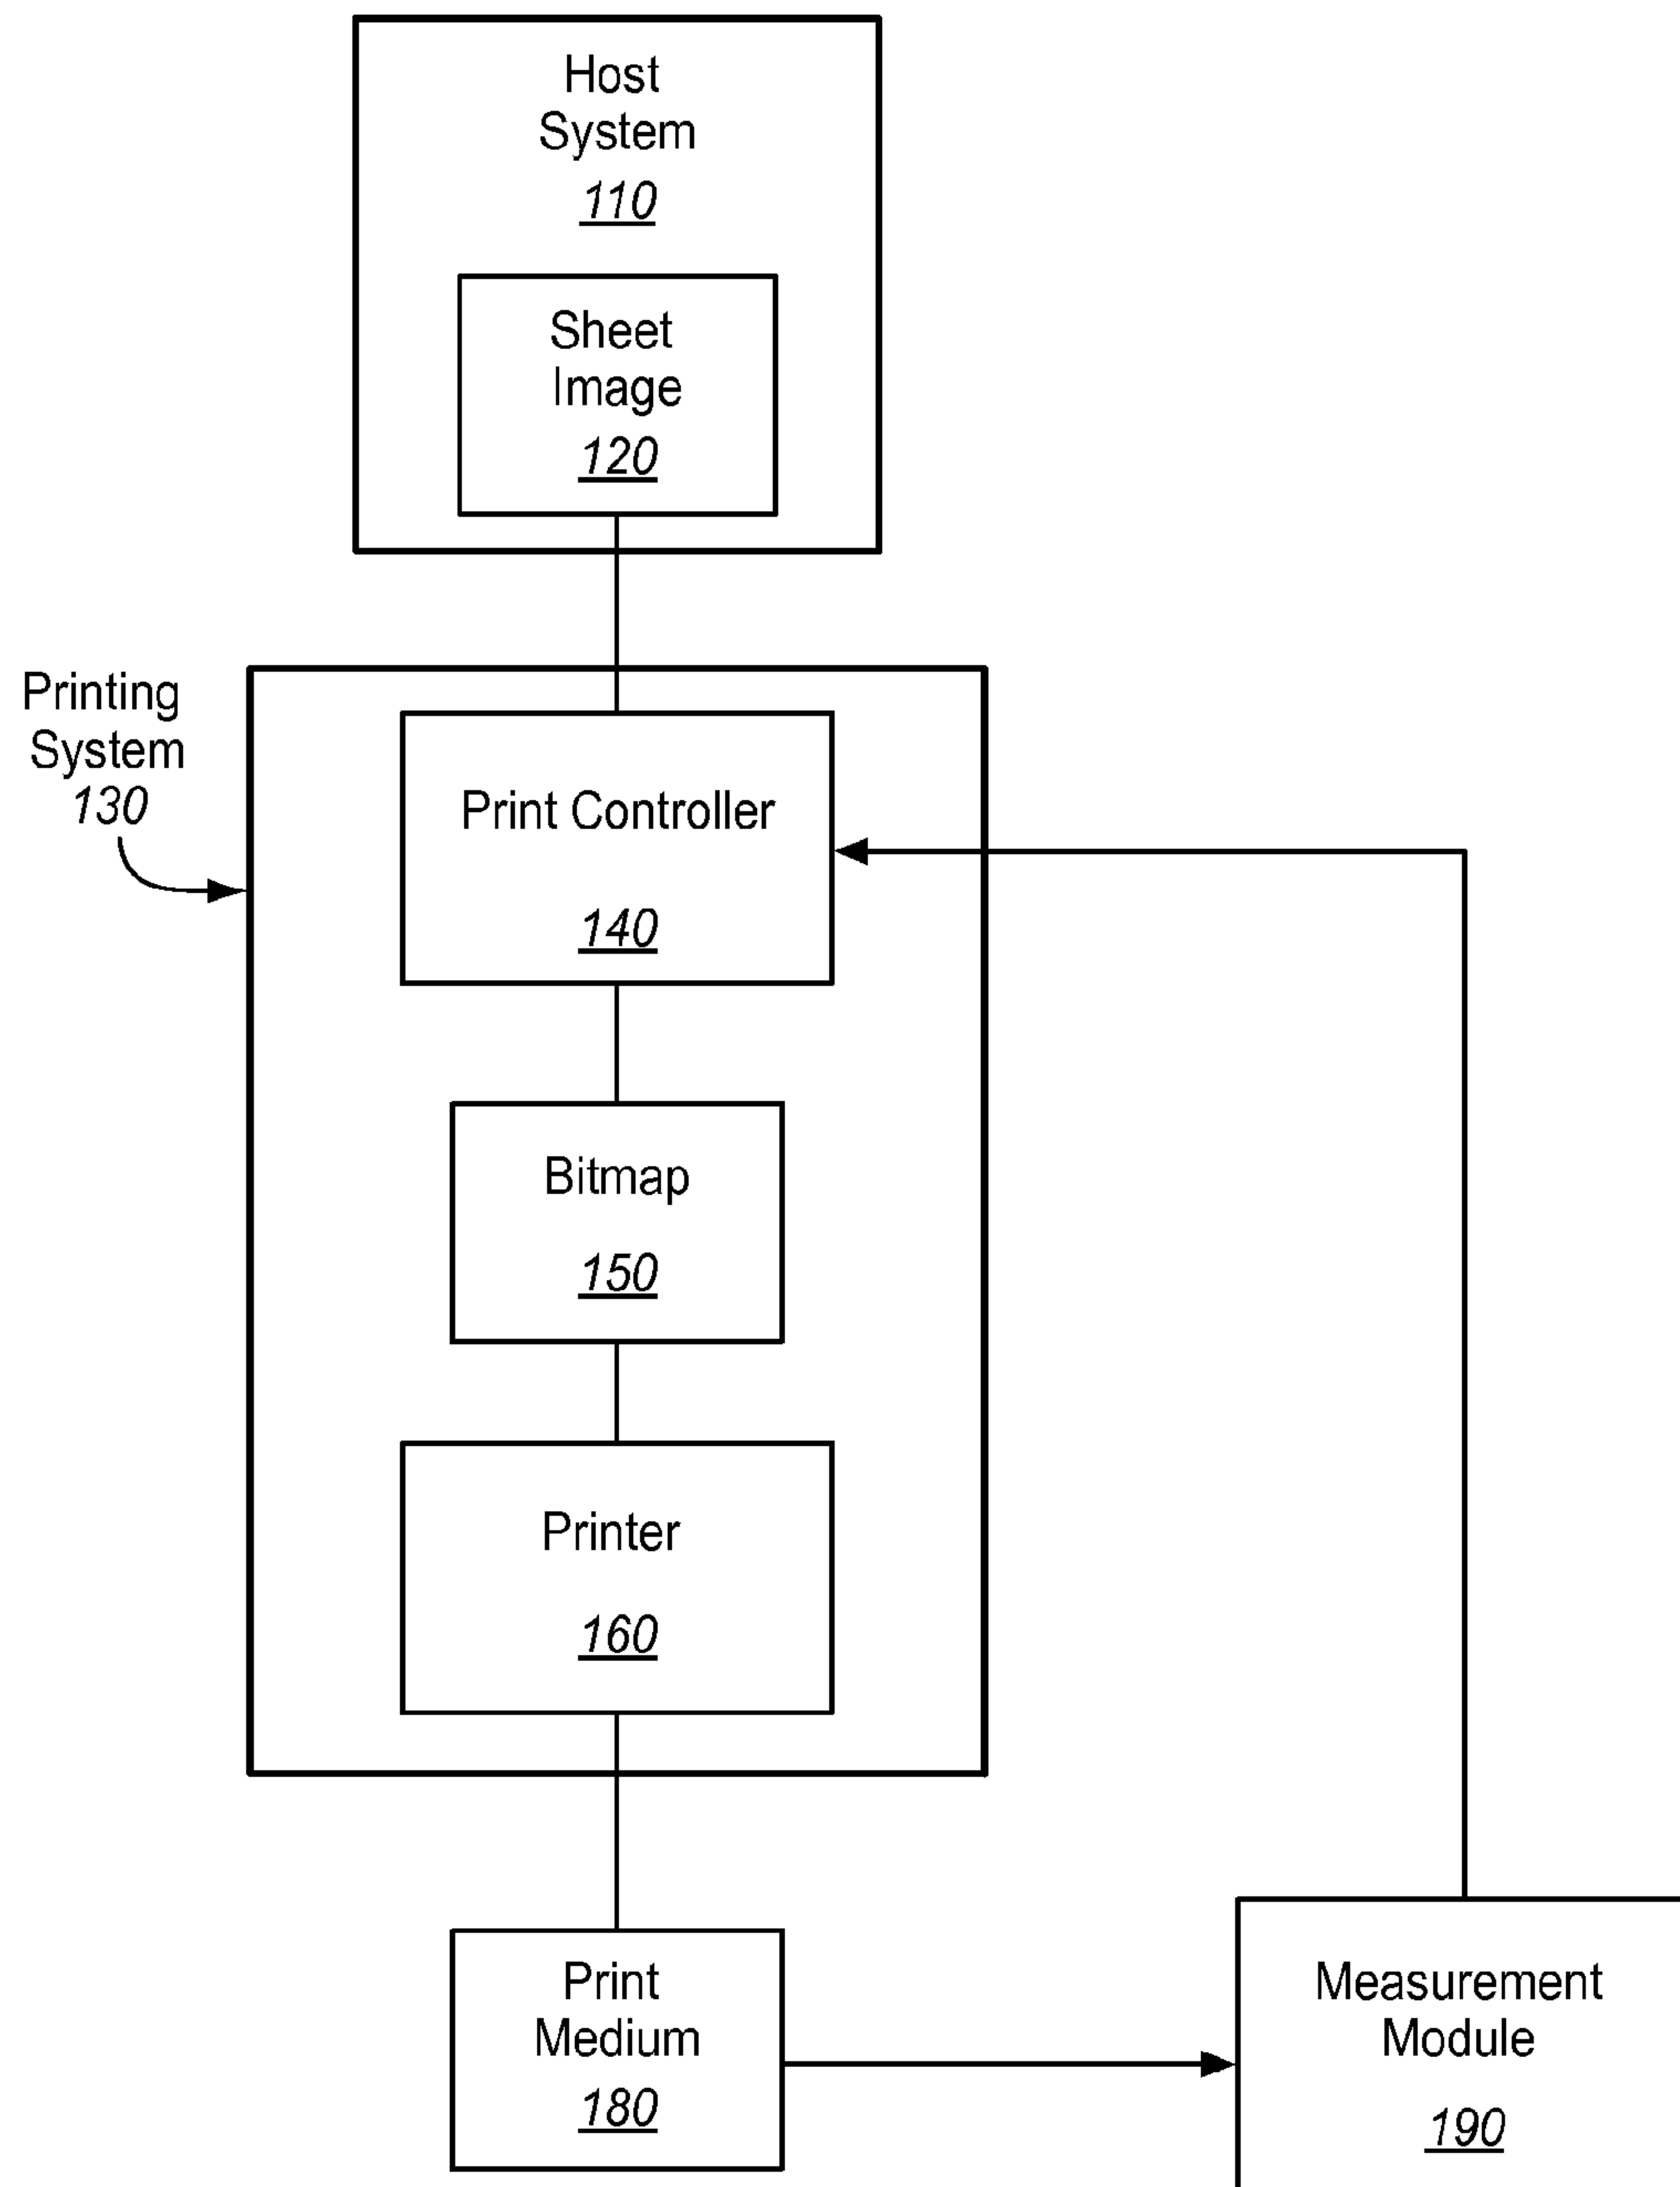 Host
System
110
Sheet
Image
120
Printing
System
130
Print Controller
140
Bitmap
150
Printer
160
Print
Medium
180
Measurement
Module
190